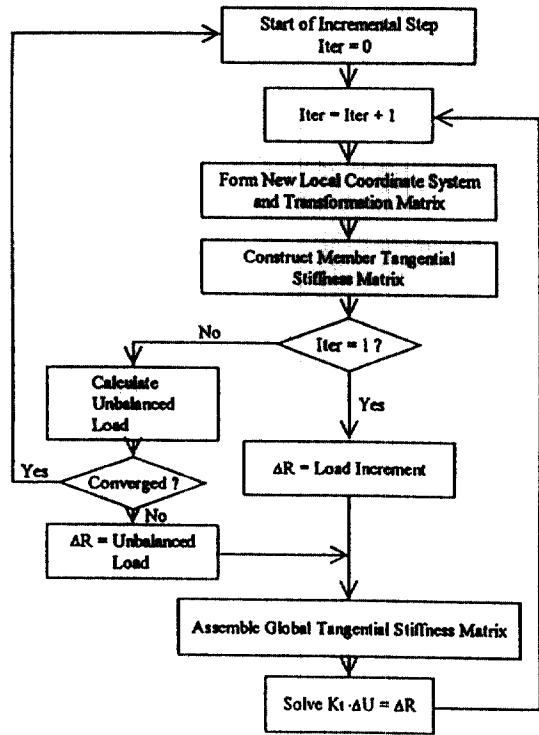 Start of Incremental Step
Iter = 0
Iter = Iter + 1
Form New Local Coordinate System
and Transformation Matrix
Construct Member Tangential
Stiffness Matrix
Iter = 1 ?
No
Yes
Calculate
Unbalanced
Load
Converged ?
Yes
No
ΔR = Unbalanced
Load
ΔR = Load Increment
Assemble Global Tangential Stiffness Matrix
Solve Kt ·ΔU = ΔR